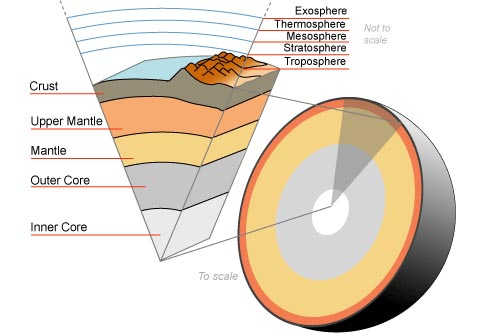 Exosphere
Thermosphere
Mesosphere
Stratosphere
Troposphere
Not to
scale
Crust
Upper Mantle
Mantle
Outer Core
Inner Core
To scale